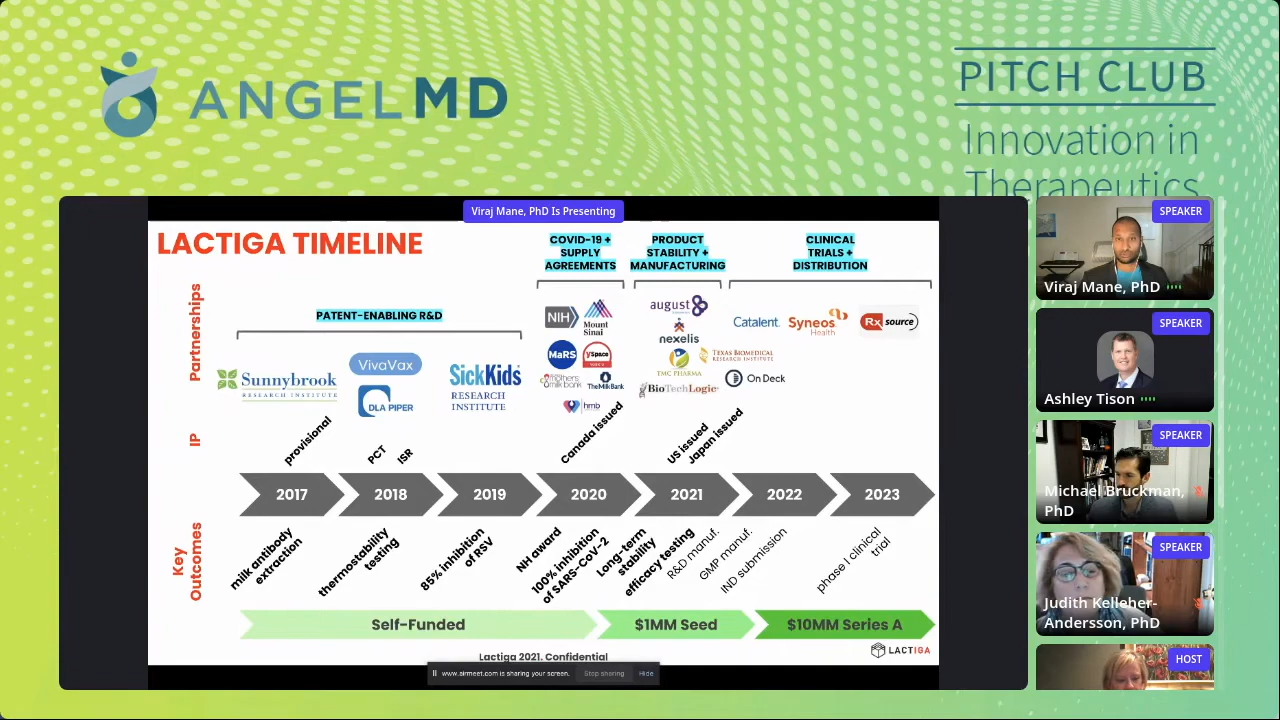 ANGELMD
PITCH CLUB
Innovation in
Therapeutics
Viraj Mane, PhD Is Presenting
LACTIGA TIMELINE
COVID-19 +
SUPPLY
AGREEMENTS
PRODUCT
STABILITY +
MANUFACTURING
CLINICAL
TRIALS +
DISTRIBUTION
Partnerships
PATENT-ENABLING R&D
Sunnybrook
RESEARCH INSTITUTE
VivaVax
DLA PIPER
SickKids
RESEARCH
INSTITUTE
NIH
Mount
Sinai
MaRS
ySpace
mothers
milk bank
TheMilkBank
hmb
august
nexelis
TMC PHARMA
TEXAS BIOMEDICAL
RESEARCH INSTITUTE
BioTechLogic
Catalent
Syneos
Health
Rx source
On Deck
IP
provisional
PCT
ISR
Canada issued
US issued
Japan issued
2017
2018
2019
2020
2021
2022
2023
Key
Outcomes
milk antibody
extraction
thermostability
testing
85% inhibition
of RSV
NIH award
100% inhibition
of SARS-CoV-2
Long-term
stability
efficacy testing
R&D manuf.
GMP manuf.
IND submission
phase I clinical
trial
Self-Funded
$1MM Seed
$10MM Series A
Lactiga 2021. Confidential
LACTIGA
www.airmeet.com is sharing your screen.
Stop sharing
Hide
SPEAKER
Viraj Mane, PhD
SPEAKER
Ashley Tison
SPEAKER
Michael Bruckman,
PhD
SPEAKER
Judith Kelleher-
Andersson, PhD
HOST